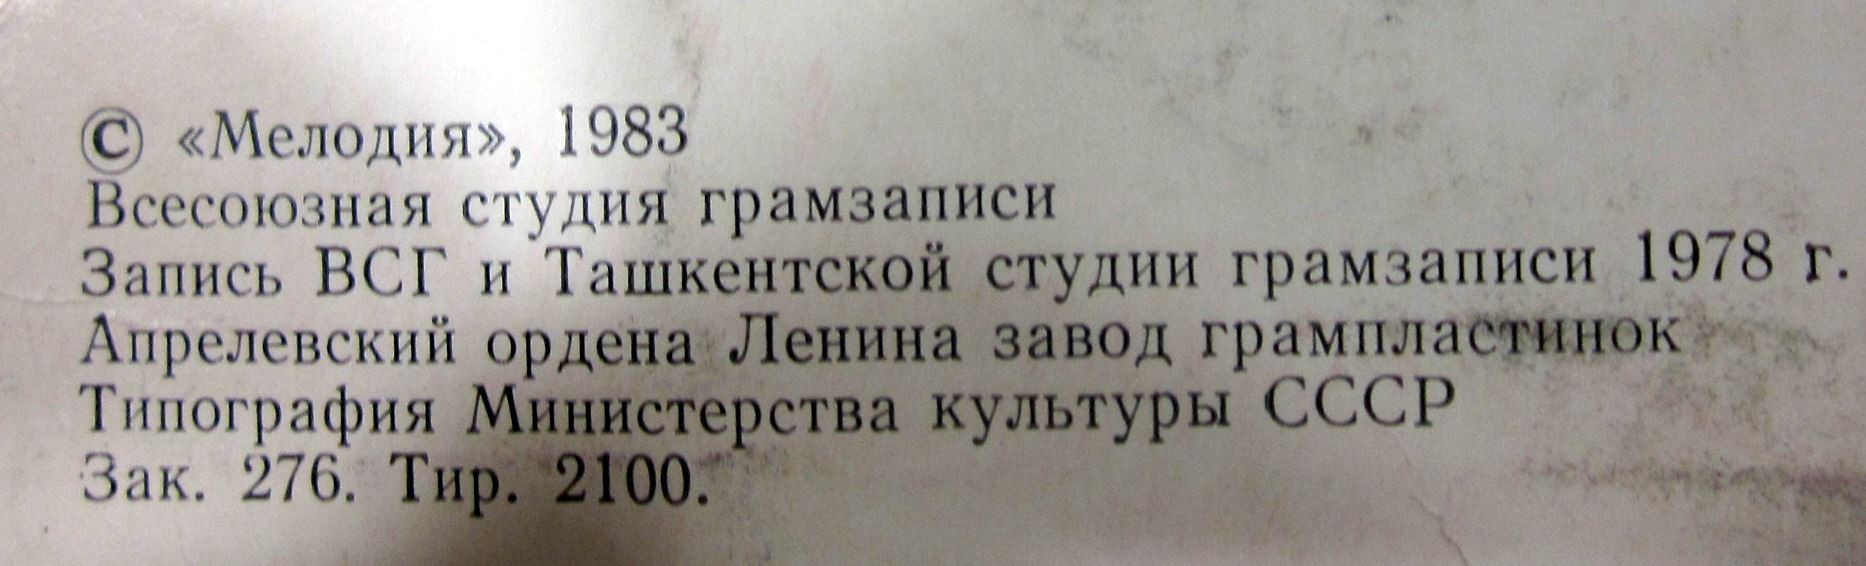 © «Мелодия», 1983
Всесоюзная студия грамзаписи
Запись ВСГ и Ташкентской студии грамзаписи 1978 г.
Апрелевский ордена Ленина завод грампластинок
Типография Министерства культуры СССР
Зак. 276. Тир. 2100.